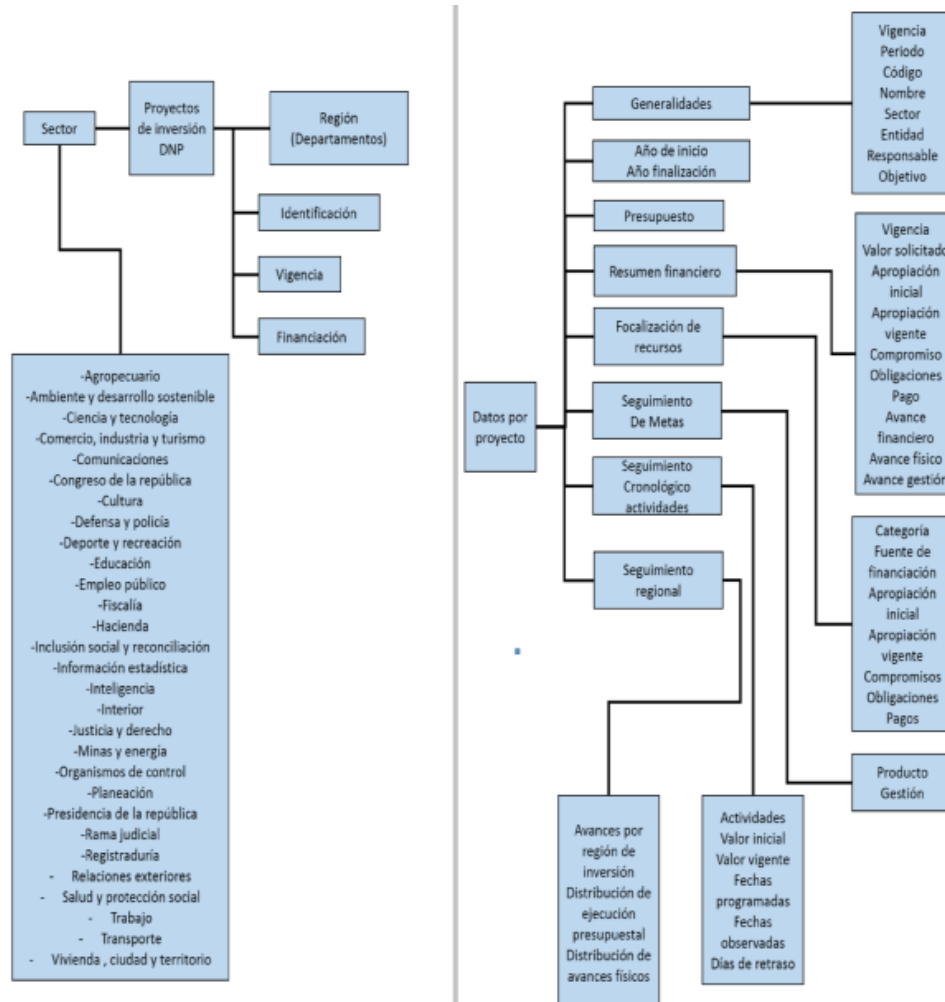 Sector
Proyectos
de inversión
DNP
Región
(Departamentos)
Identificación
Vigencia
Financiación
-Agropecuario
-Ambiente y desarrollo sostenible
-Ciencia y tecnología
-Comercio, industria y turismo
-Comunicaciones
-Congreso de la república
-Cultura
-Defensa y policía
-Deporte y recreación
-Educación
-Empleo público
-Fiscalía
-Hacienda
-Inclusión social y reconciliación
-Información estadística
-Inteligencia
-Interior
-Justicia y derecho
-Minas y energía
-Organismos de control
-Planeación
-Presidencia de la república
-Rama judicial
-Registraduría
- Relaciones exteriores
- Salud y protección social
- Trabajo
- Transporte
- Vivienda , ciudad y territorio
Datos por
proyecto
Generalidades
Año de inicio
Año finalización
Presupuesto
Resumen financiero
Focalización de
recursos
Seguimiento
De Metas
Seguimiento
Cronológico
actividades
Seguimiento
regional
Vigencia
Periodo
Código
Nombre
Sector
Entidad
Responsable
Objetivo
Vigencia
Valor solicitado
Apropiación
inicial
Apropiación
vigente
Compromiso
Obligaciones
Pago
Avance
financiero
Avance físico
Avance gestión
Categoría
Fuente de
financiación
Apropiación
inicial
Apropiación
vigente
Compromisos
Obligaciones
Pagos
Producto
Gestión
Avances por
región de
inversión
Distribución de
ejecución
presupuestal
Distribución de
avances físicos
Actividades
Valor inicial
Valor vigente
Fechas
programadas
Fechas
observadas
Días de retraso